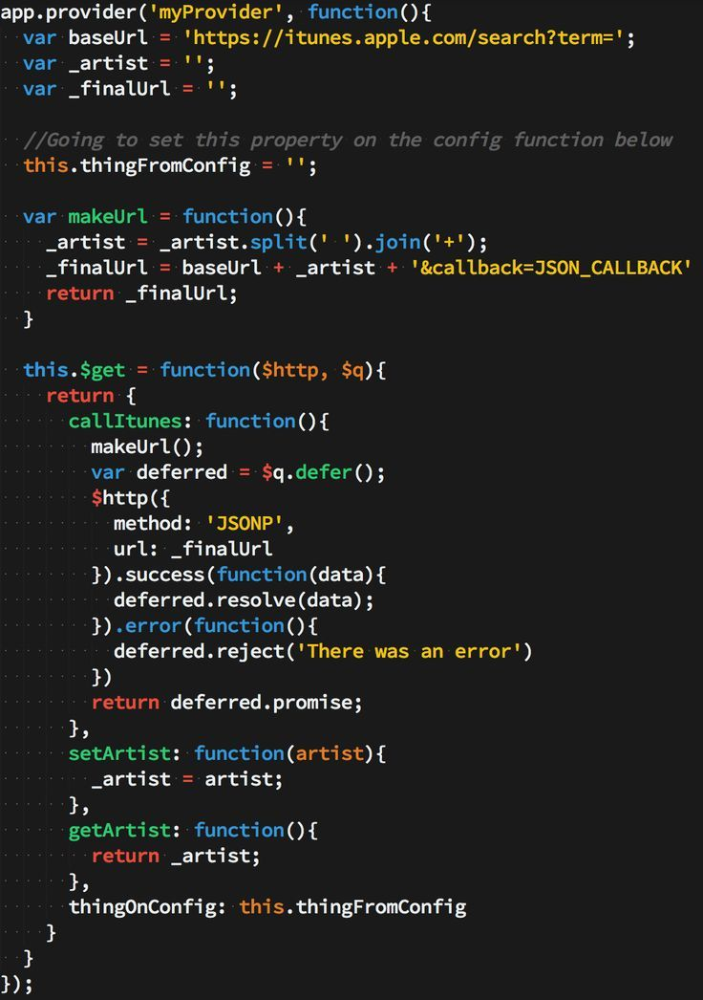 app.provider('myProvider', function(){
  var baseUrl = 'https://itunes.apple.com/search?term=';
  var _artist = '';
  var _finalUrl = '';

  //Going to set this property on the config function below
  this.thingFromConfig = '';

  var makeUrl = function(){
    _artist = _artist.split(' ').join('+');
    _finalUrl = baseUrl + _artist + '&callback=JSON_CALLBACK'
    return _finalUrl;
  }

  this.$get = function($http, $q){
    return {
      callItunes: function(){
        makeUrl();
        var deferred = $q.defer();
        $http({
          method: 'JSONP',
          url: _finalUrl
        }).success(function(data){
          deferred.resolve(data);
        }).error(function(){
          deferred.reject('There was an error')
        })
        return deferred.promise;
      },
      setArtist: function(artist){
        _artist = artist;
      },
      getArtist: function(){
        return _artist;
      },
      thingOnConfig: this.thingFromConfig
    }
  }
});